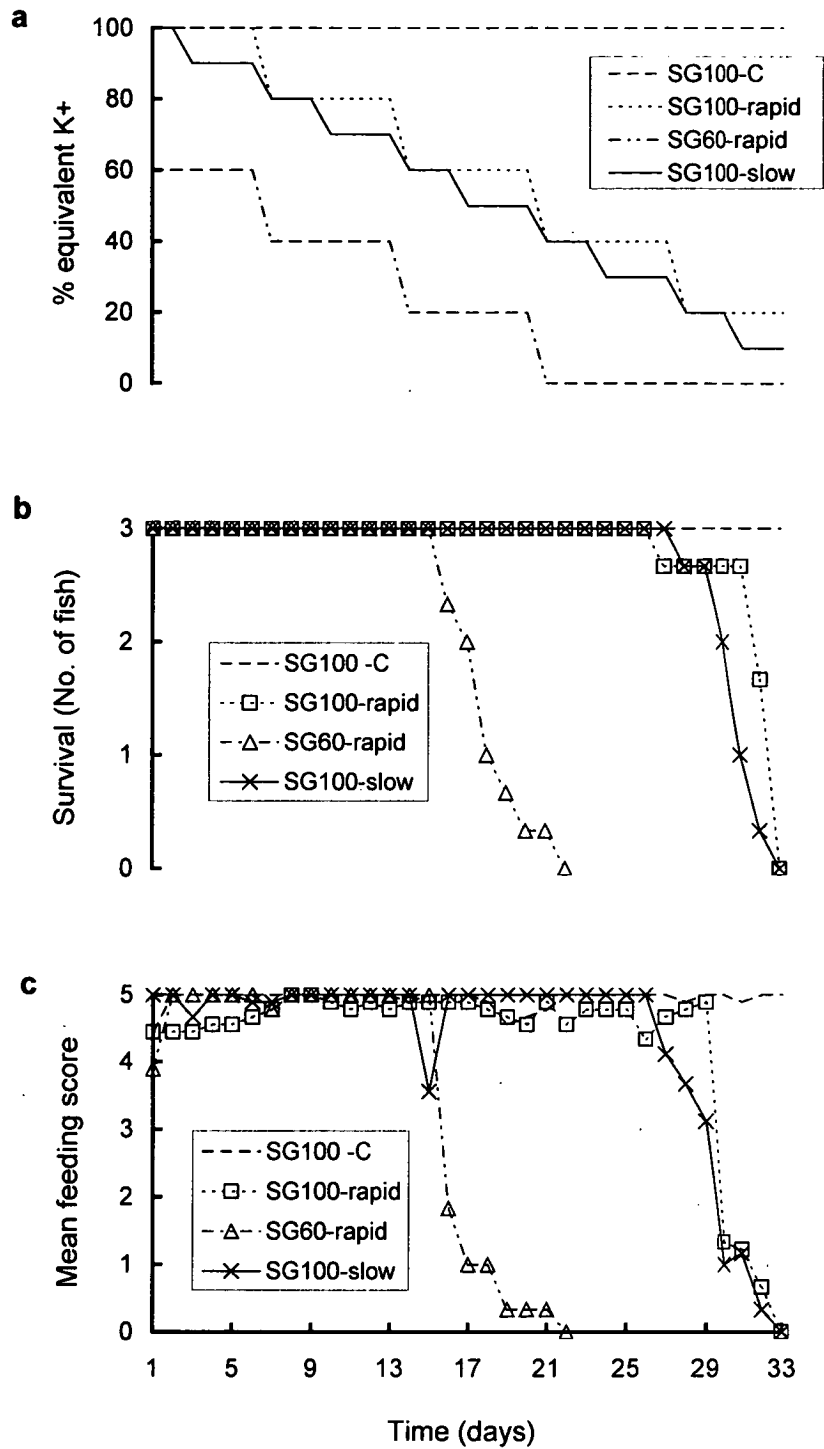 a
% equivalent K+
100
80
60
40
20
0
SG100-C
SG100-rapid
SG60-rapid
SG100-slow
b
Survival (No. of fish)
3
2
1
0
SG100 -C
SG100-rapid
SG60-rapid
SG100-slow
c
Mean feeding score
5
4
3
2
1
0
SG100 -C
SG100-rapid
SG60-rapid
SG100-slow
1 5 9 13 17 21 25 29 33
Time (days)